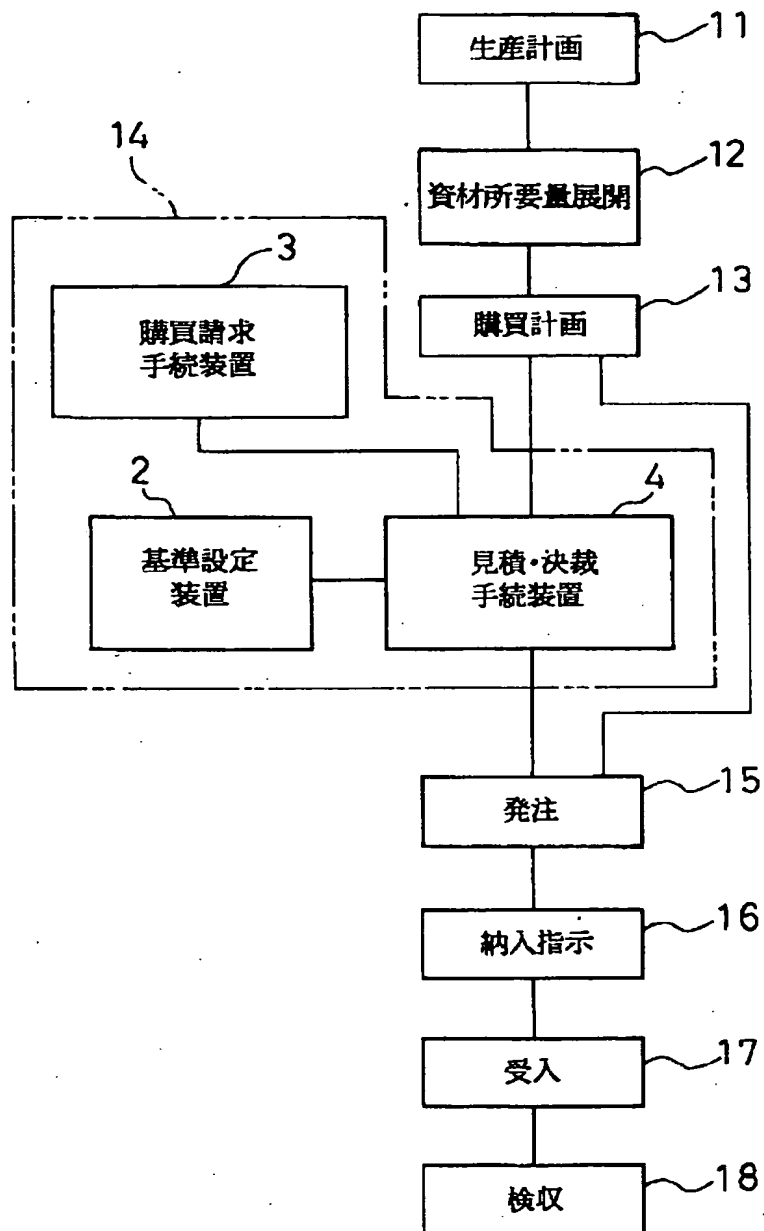 生産計画
11
資材所要量展開
12
14
3
購買請求
手続装置
購買計画
13
2
基準設定
装置
4
見積・決裁
手続装置
発注
15
納入指示
16
受入
17
検収
18